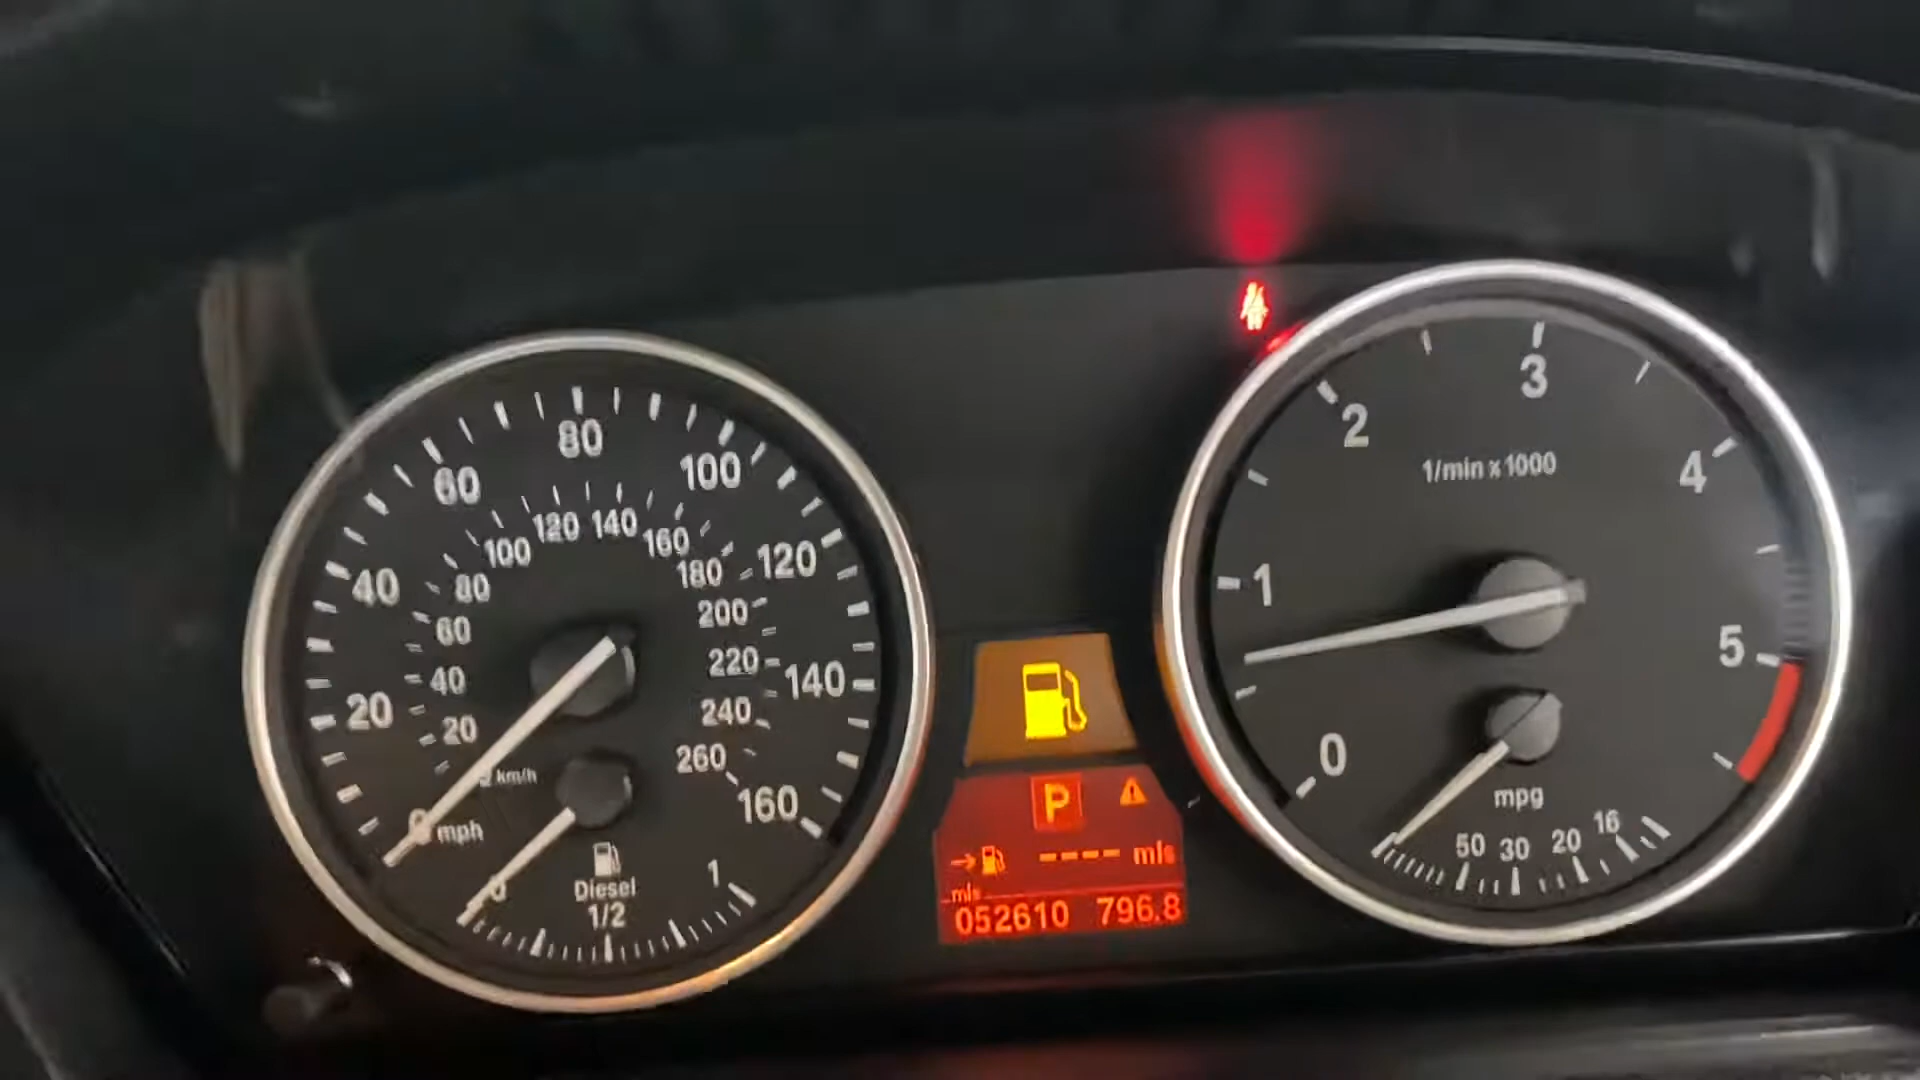 80
60 100
120 140
100 160
40 80 180 120
60 200
40 220 140
20 20 240
km/h 260
0 mph 160
0 Diesel 1
1/2
P
---- mls
mls
052610 796.8
3
2
1/min x 1000 4
1
5
0
mpg
50 30 20 16